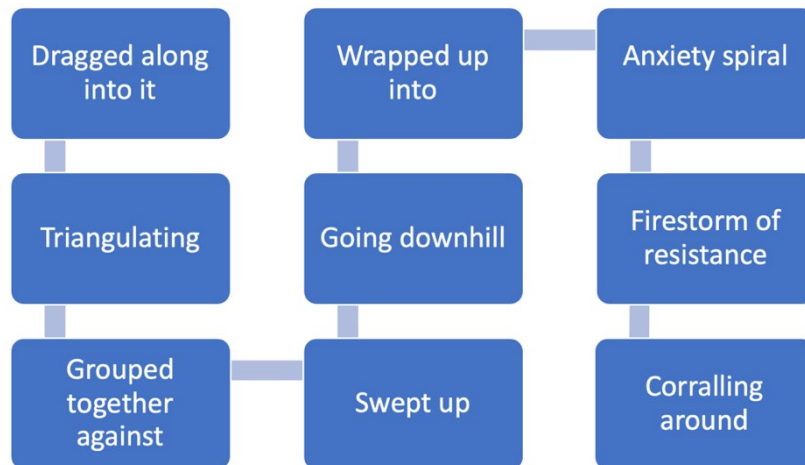 Dragged along
into it
Triangulating
Grouped
together
against
Swept up
Going downhill
Wrapped up
into
Anxiety spiral
Firestorm of
resistance
Corralling
around